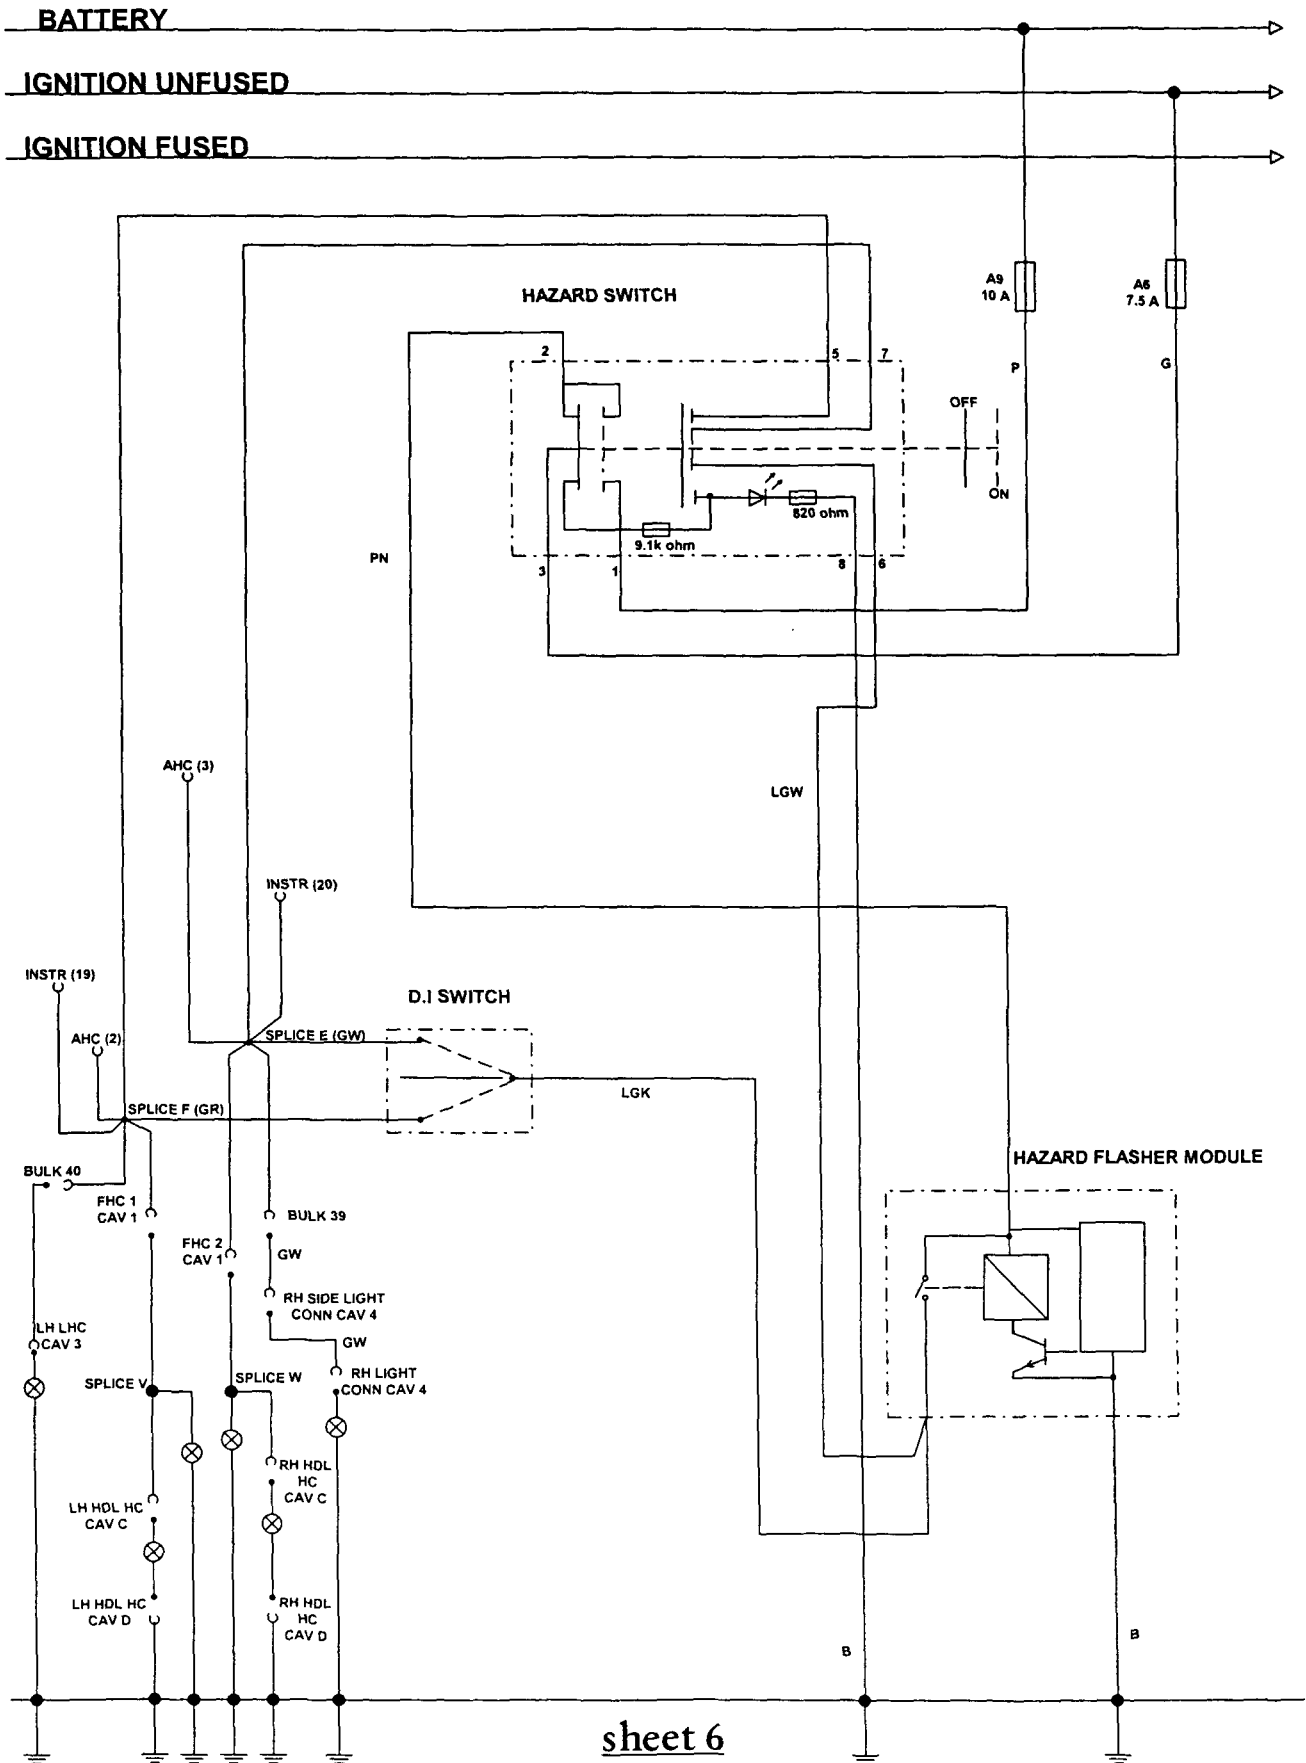 BATTERY
IGNITION UNFUSED
IGNITION FUSED
A9
10 A
A6
7.5 A
HAZARD SWITCH
2
5
7
P
G
OFF
ON
820 ohm
9.1k ohm
PN
3
1
8
6
AHC (3)
LGW
INSTR (20)
INSTR (19)
D.I SWITCH
AHC (2)
SPLICE E (GW)
LGK
SPLICE F (GR)
HAZARD FLASHER MODULE
BULK 40
FHC 1
CAV 1
BULK 39
FHC 2
CAV 1
GW
RH SIDE LIGHT
CONN CAV 4
LH LHC
CAV 3
GW
SPLICE V
SPLICE W
RH LIGHT
CONN CAV 4
RH HDL
HC
CAV C
LH HDL HC
CAV C
LH HDL HC
CAV D
RH HDL
HC
CAV D
B
B
sheet 6